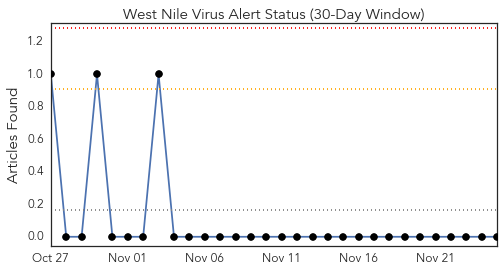 West Nile Virus Alert Status (30-Day Window)
Articles Found
1.2
1.0
0.8
0.6
0.4
0.2
0.0
Oct 27 Nov 01 Nov 06 Nov 11 Nov 16 Nov 21